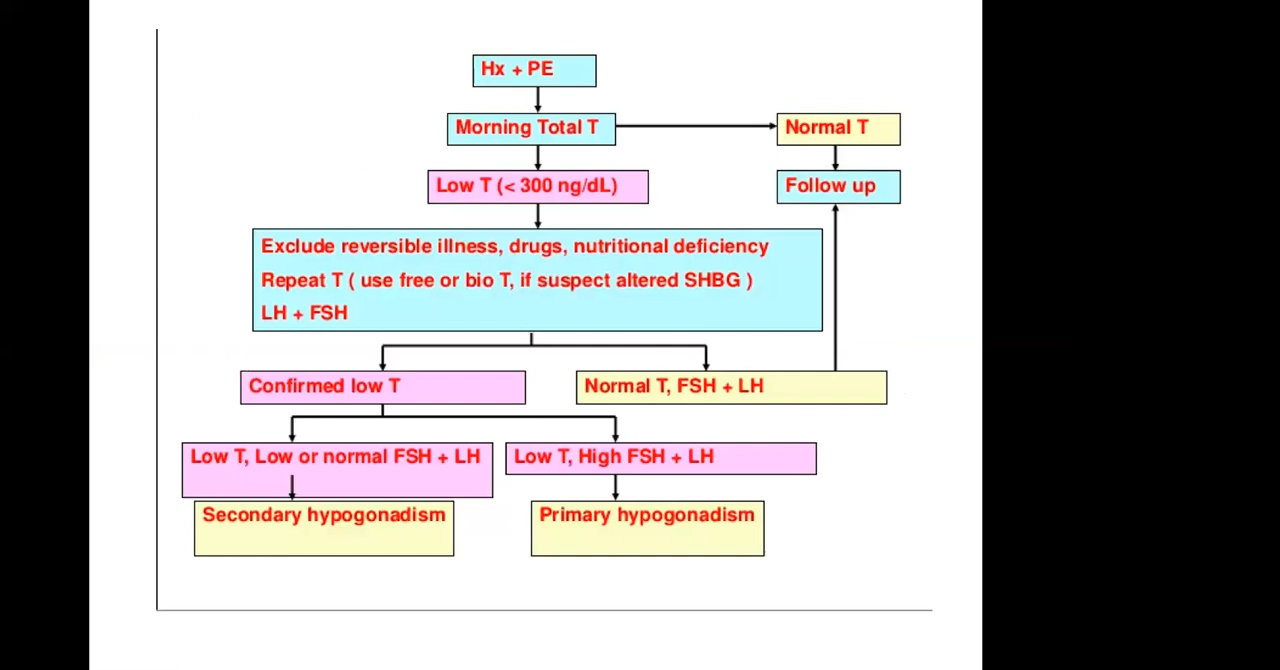 Hx + PE
Morning Total T
Normal T
Low T (< 300 ng/dL)
Follow up
Exclude reversible illness, drugs, nutritional deficiency
Repeat T ( use free or bio T, if suspect altered SHBG )
LH + FSH
Confirmed low T
Normal T, FSH + LH
Low T, Low or normal FSH + LH
Low T, High FSH + LH
Secondary hypogonadism
Primary hypogonadism